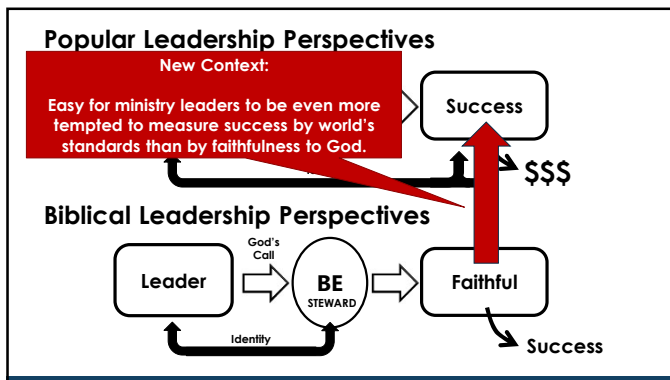 Popular Leadership Perspectives
New Context:
Easy for ministry leaders to be even more
tempted to measure success by world's
standards than by faithfulness to God.
Success
$$$
Biblical Leadership Perspectives
God's
Call
Leader
BE
STEWARD
Faithful
Identity
Success